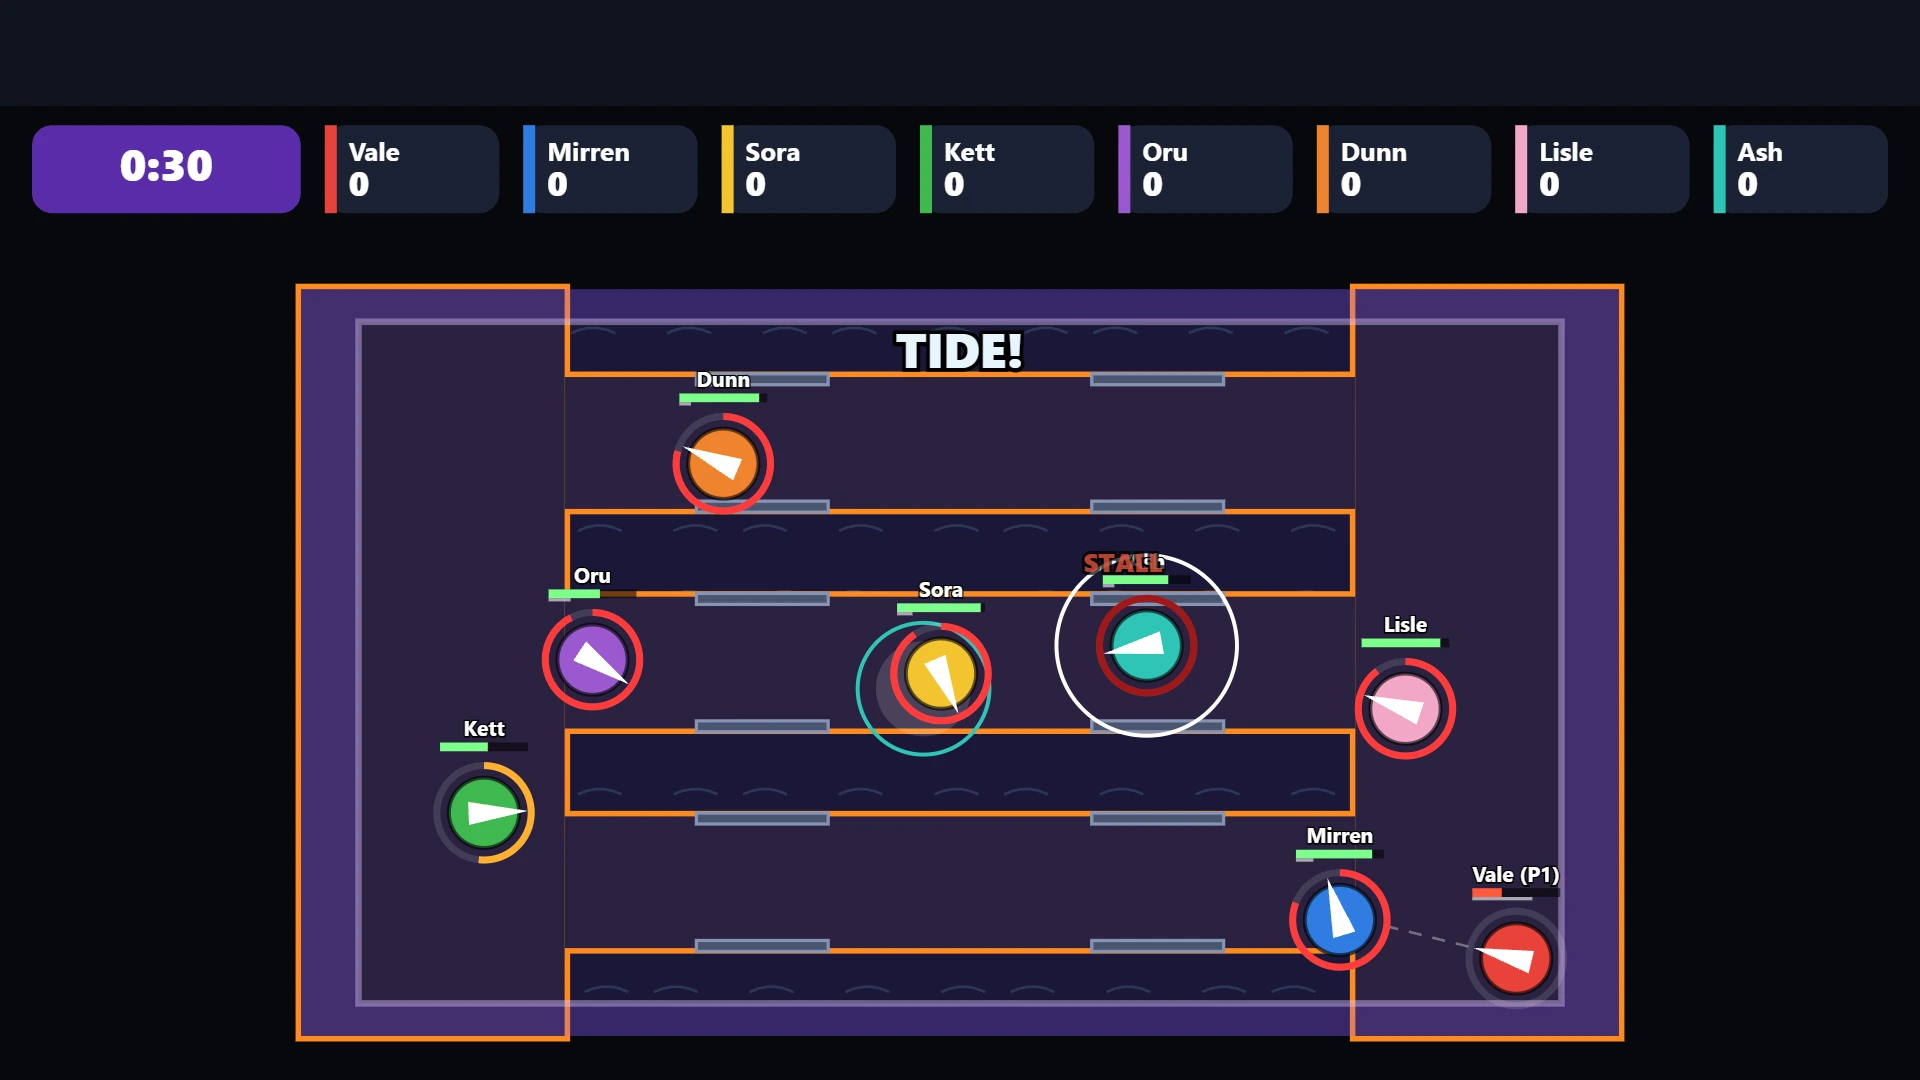 0:30
Vale
0
Mirren
0
Sora
0
Kett
0
Oru
0
Dunn
0
Lisle
0
Ash
0
TIDE!
Dunn
STALL
Oru
Sora
Lisle
Kett
Mirren
Vale (P1)